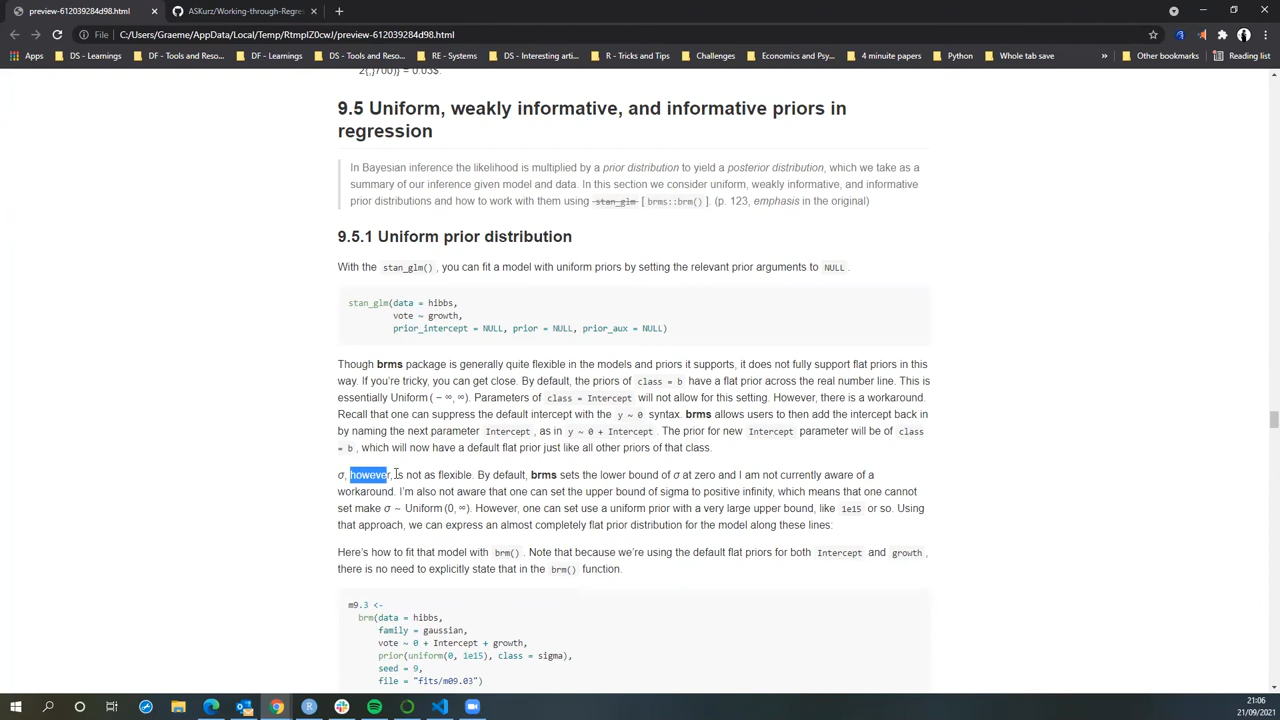 preview-612039284d98.html
ASKurz/Working-through-Regres
File
C:/Users/Graeme/AppData/Local/Temp/RtmpIZ0cwJ/preview-612039284d98.html
Apps
DS - Learnings
DF - Tools and Reso...
DF - Learnings
DS - Tools and Reso...
RE - Systems
DS - Interesting arti...
R - Tricks and Tips
Challenges
Economics and Psy...
4 minuite papers
Python
Whole tab save
Other bookmarks
Reading list
2{,}700)} = 0.03$.
9.5 Uniform, weakly informative, and informative priors in
regression
In Bayesian inference the likelihood is multiplied by a prior distribution to yield a posterior distribution, which we take as a
summary of our inference given model and data. In this section we consider uniform, weakly informative, and informative
prior distributions and how to work with them using stan_glm [ brms::brm() ]. (p. 123, emphasis in the original)
9.5.1 Uniform prior distribution
With the stan_glm() , you can fit a model with uniform priors by setting the relevant prior arguments to NULL .
stan_glm(data = hibbs,
vote ~ growth,
prior_intercept = NULL, prior = NULL, prior_aux = NULL)
Though brms package is generally quite flexible in the models and priors it supports, it does not fully support flat priors in this
way. If you're tricky, you can get close. By default, the priors of class = b have a flat prior across the real number line. This is
essentially Uniform ( − ∞, ∞). Parameters of class = Intercept will not allow for this setting. However, there is a workaround.
Recall that one can suppress the default intercept with the y ~ 0 syntax. brms allows users to then add the intercept back in
by naming the next parameter Intercept , as in y ~ 0 + Intercept . The prior for new Intercept parameter will be of class
= b , which will now have a default flat prior just like all other priors of that class.
σ, however, is not as flexible. By default, brms sets the lower bound of σ at zero and I am not currently aware of a
workaround. I'm also not aware that one can set the upper bound of sigma to positive infinity, which means that one cannot
set make σ ∼ Uniform (0, ∞). However, one can set use a uniform prior with a very large upper bound, like 1e15 or so. Using
that approach, we can express an almost completely flat prior distribution for the model along these lines:
Here's how to fit that model with brm() . Note that because we're using the default flat priors for both Intercept and growth ,
there is no need to explicitly state that in the brm() function.
m9.3 <-
brm(data = hibbs,
family = gaussian,
vote ~ 0 + Intercept + growth,
prior(uniform(0, 1e15), class = sigma),
seed = 9,
file = "fits/m09.03")
21:06
21/09/2021